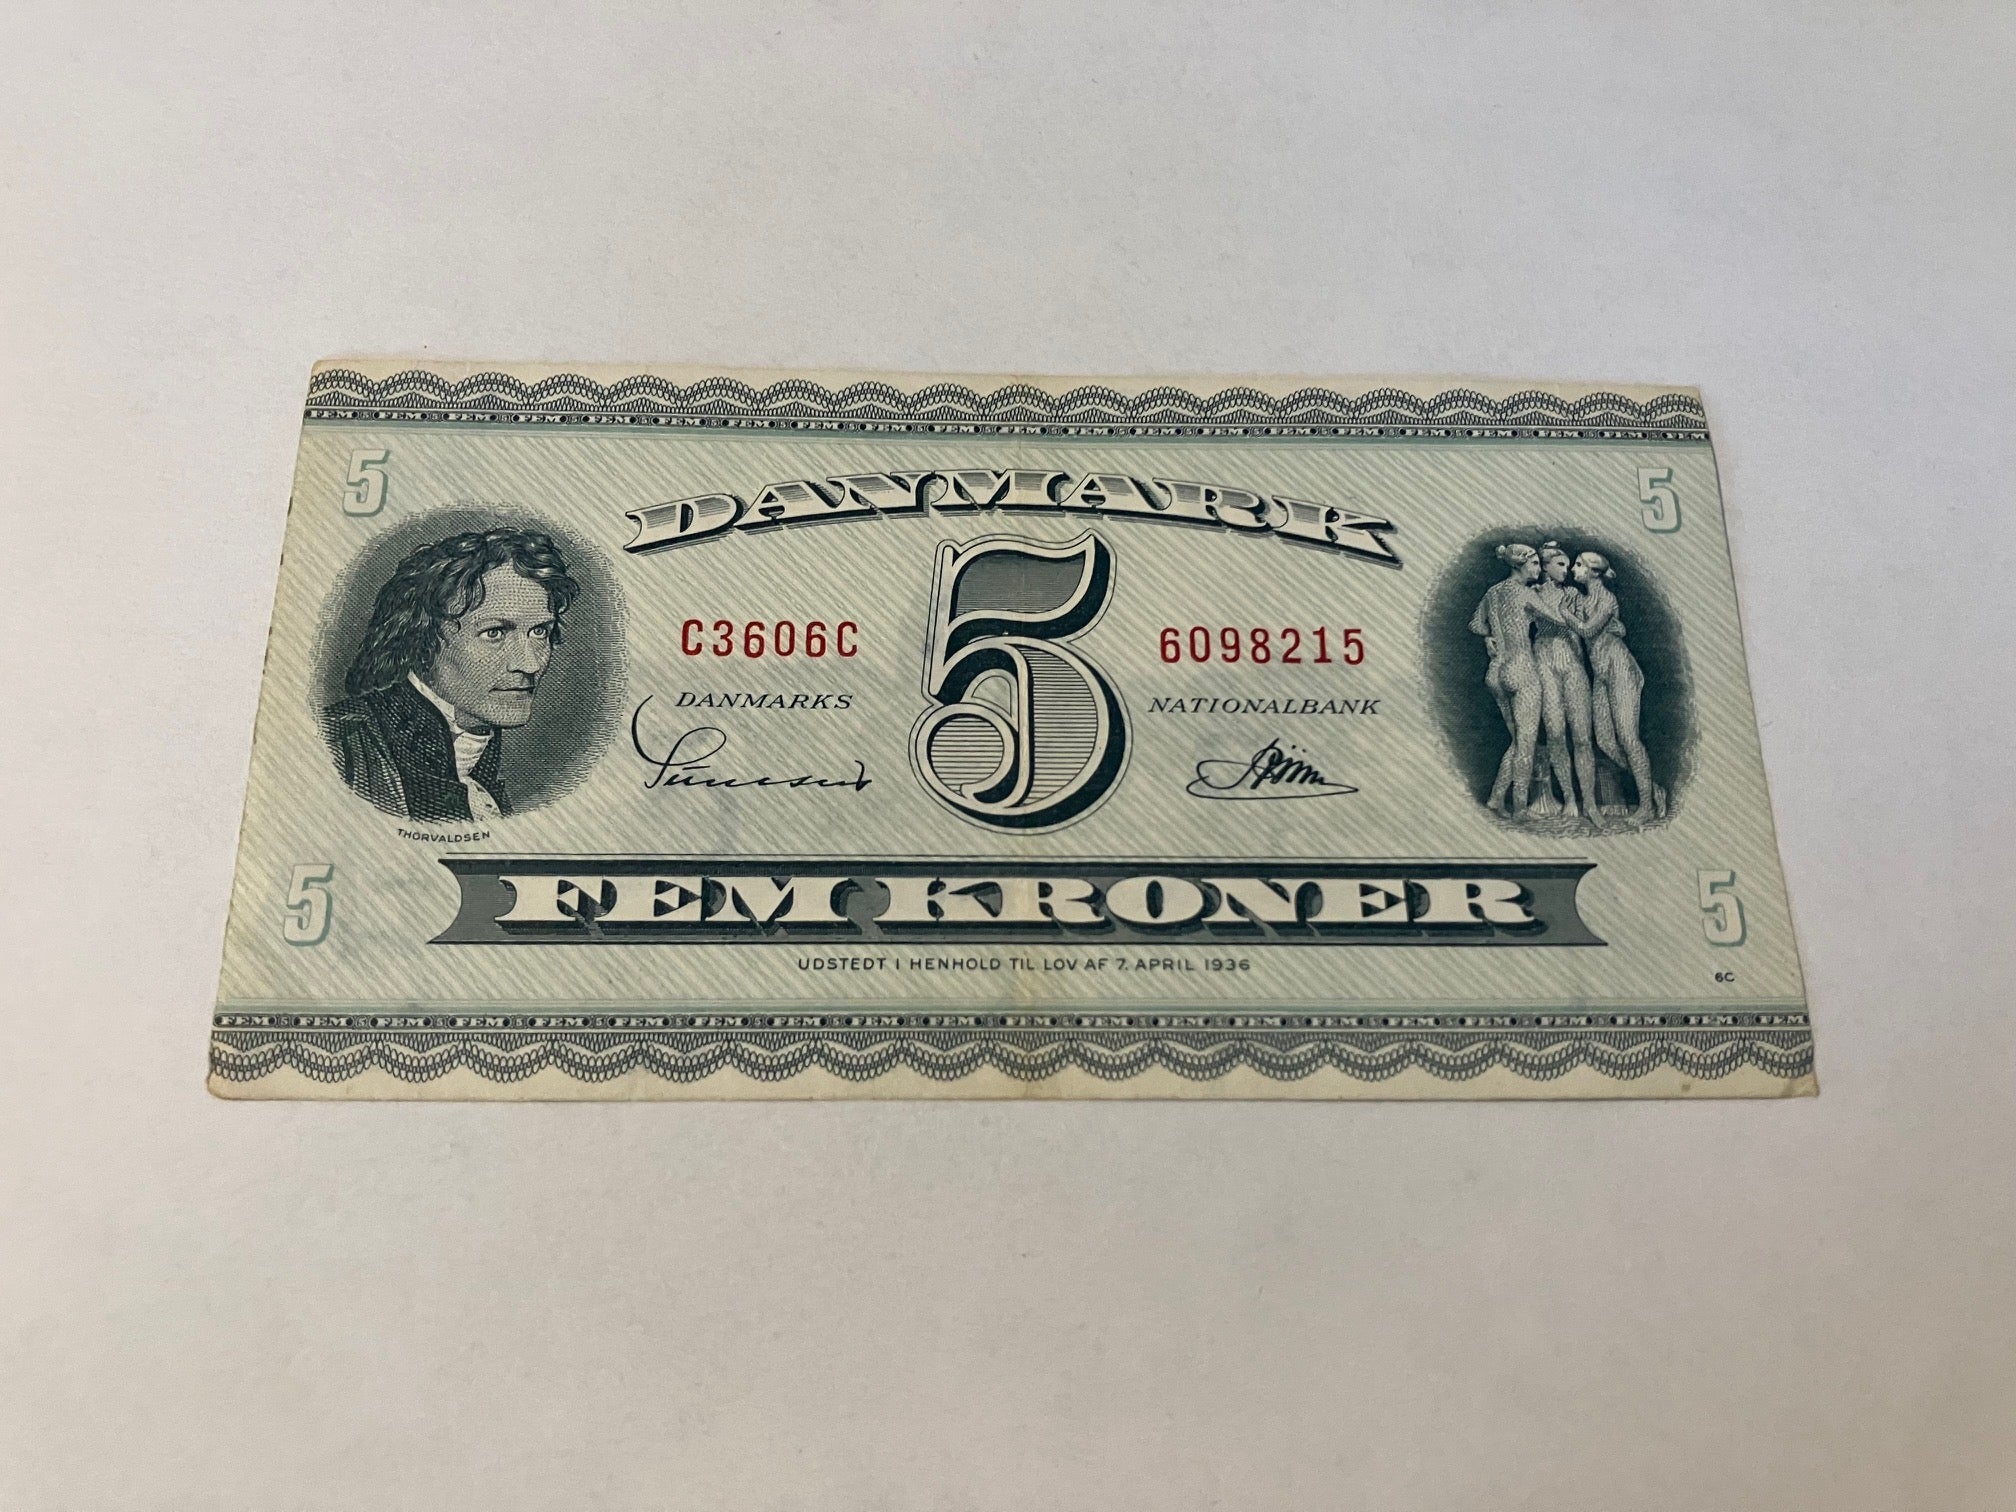 5 5
DANMARK
5
C3606C 6098215
DANMARKS NATIONALBANK
THORVALDSEN
5 5
FEM KRONER
UDSTEDT I HENHOLD TIL LOV AF 7. APRIL 1936
6C